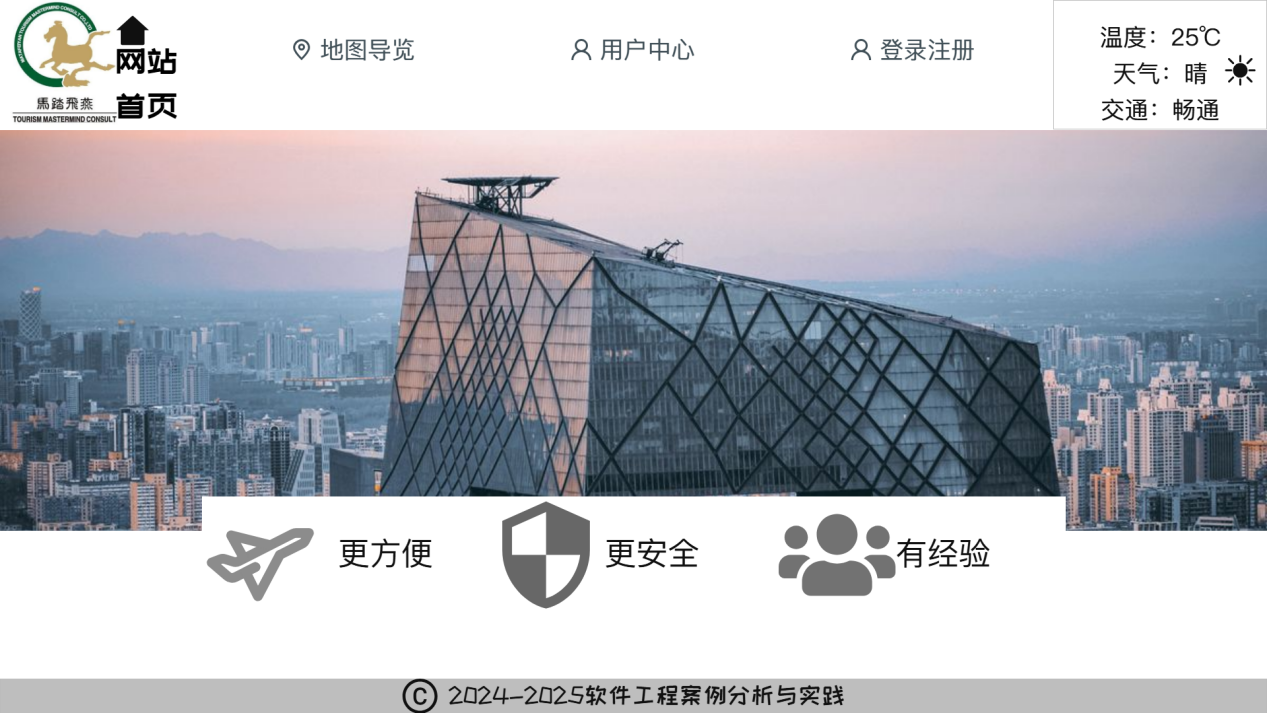 馬踏飛燕
TOURISM MASTERMIND CONSULT
网站
首页
地图导览
用户中心
登录注册
温度：25℃
天气：晴
交通：畅通
更方便
更安全
有经验
© 2024-2025软件工程案例分析与实践